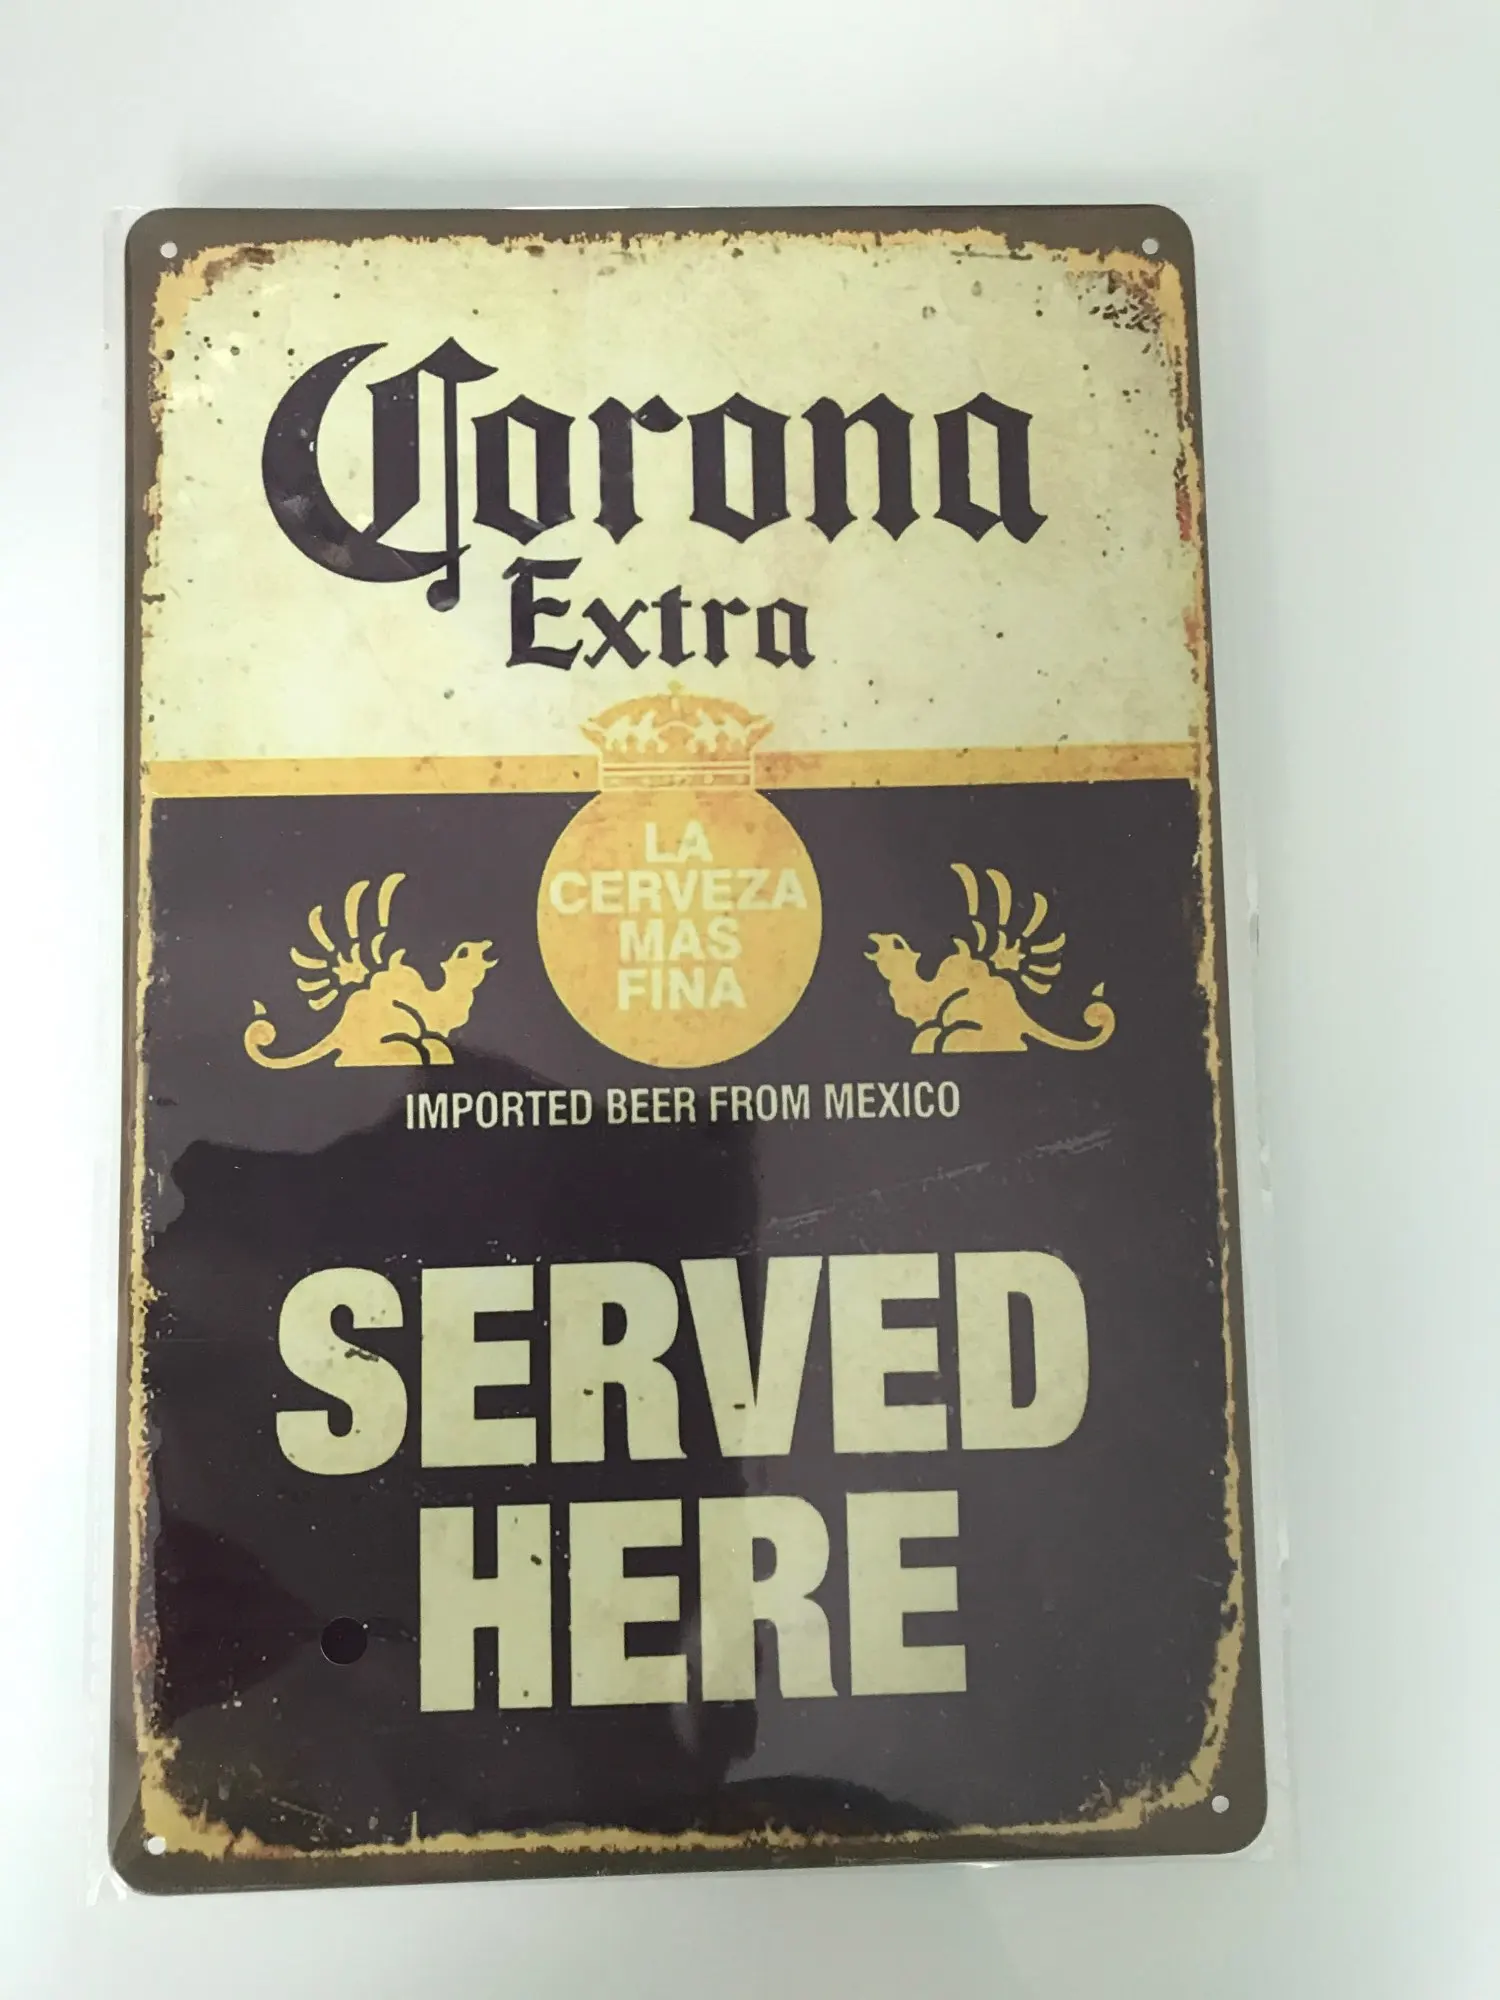 Corona
Extra
LA
CERVEZA
MAS
FINA
IMPORTED BEER FROM MEXICO
SERVED
HERE